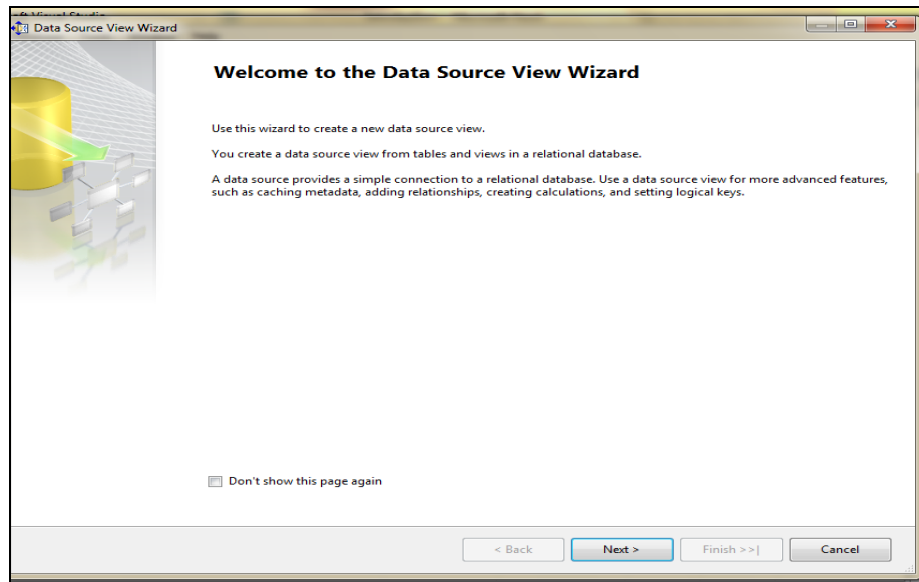 Data Source View Wizard
Welcome to the Data Source View Wizard
Use this wizard to create a new data source view.
You create a data source view from tables and views in a relational database.
A data source provides a simple connection to a relational database. Use a data source view for more advanced features,
such as caching metadata, adding relationships, creating calculations, and setting logical keys.
Don't show this page again
< Back Next > Finish >>| Cancel